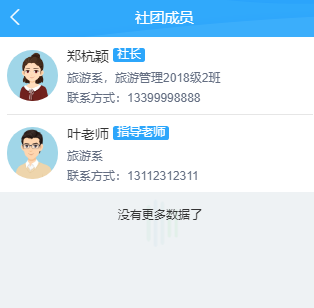 社团成员
郑杭颖 社长
旅游系，旅游管理2018级2班
联系方式：13399998888
叶老师 指导老师
旅游系
联系方式：13112312311
没有更多数据了